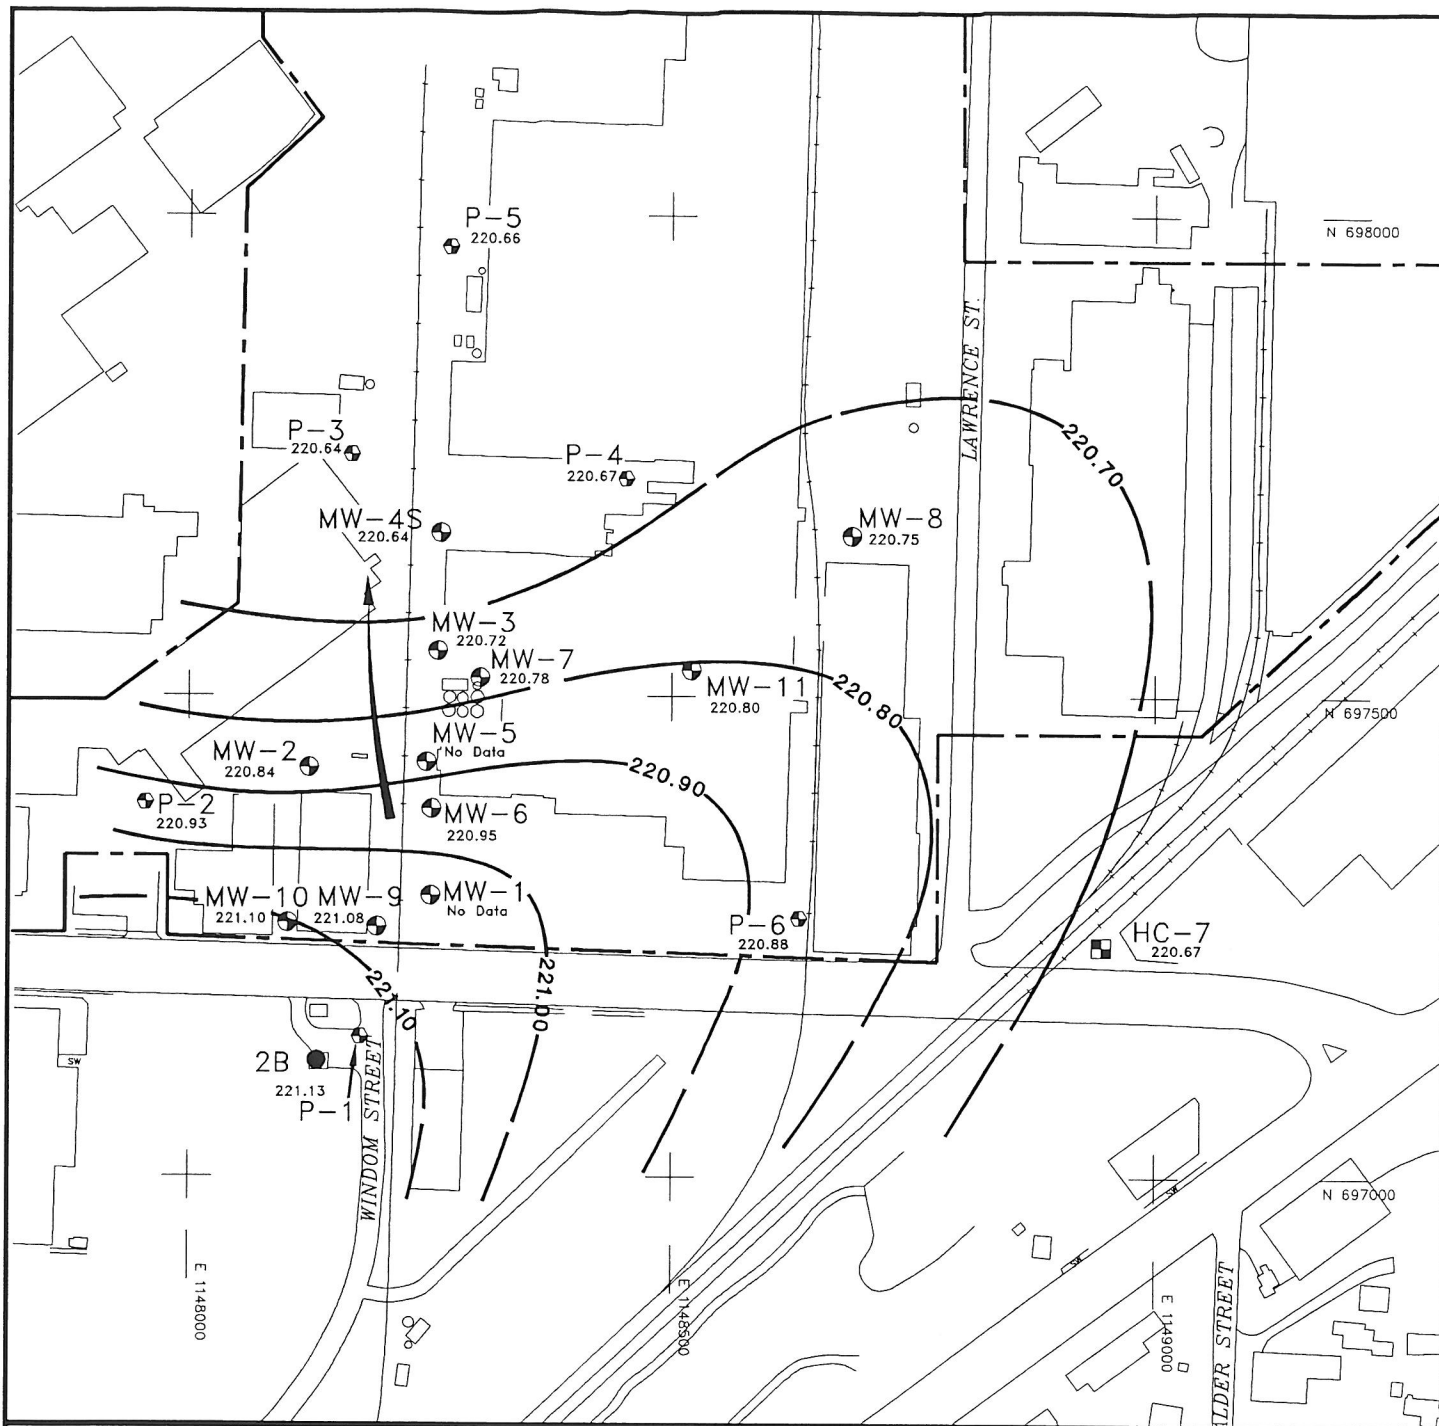 P-5
220.66
N 698000
LAWRENCE ST.
P-3
220.64
P-4
220.67
220.70
MW-4S
220.64
MW-8
220.75
MW-3
220.72
MW-7
220.78
MW-11
220.80
220.80
N 697500
MW-5
No Data
MW-2
220.84
220.90
P-2
220.93
MW-6
220.95
MW-10
221.10
MW-9
221.08
MW-1
No Data
P-6
220.88
HC-7
220.67
221.10
221.00
2B
221.13
P-1
SW
WINDOM STREET
SW
N 697000
SW
E 1148000
E 1148500
E 1149000
ALDER STREET